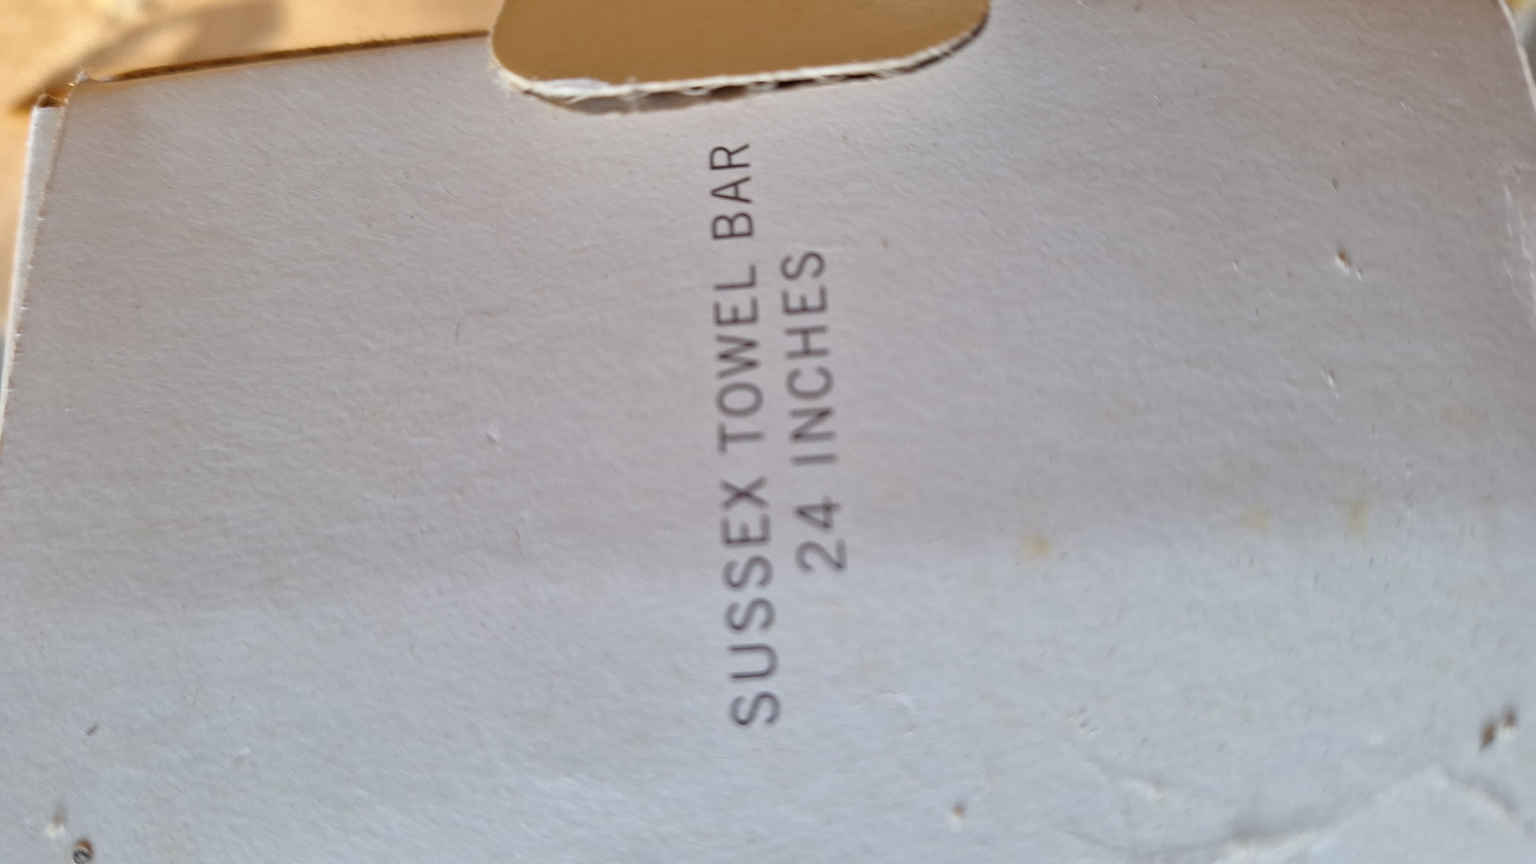 SUSSEX TOWEL BAR
24 INCHES